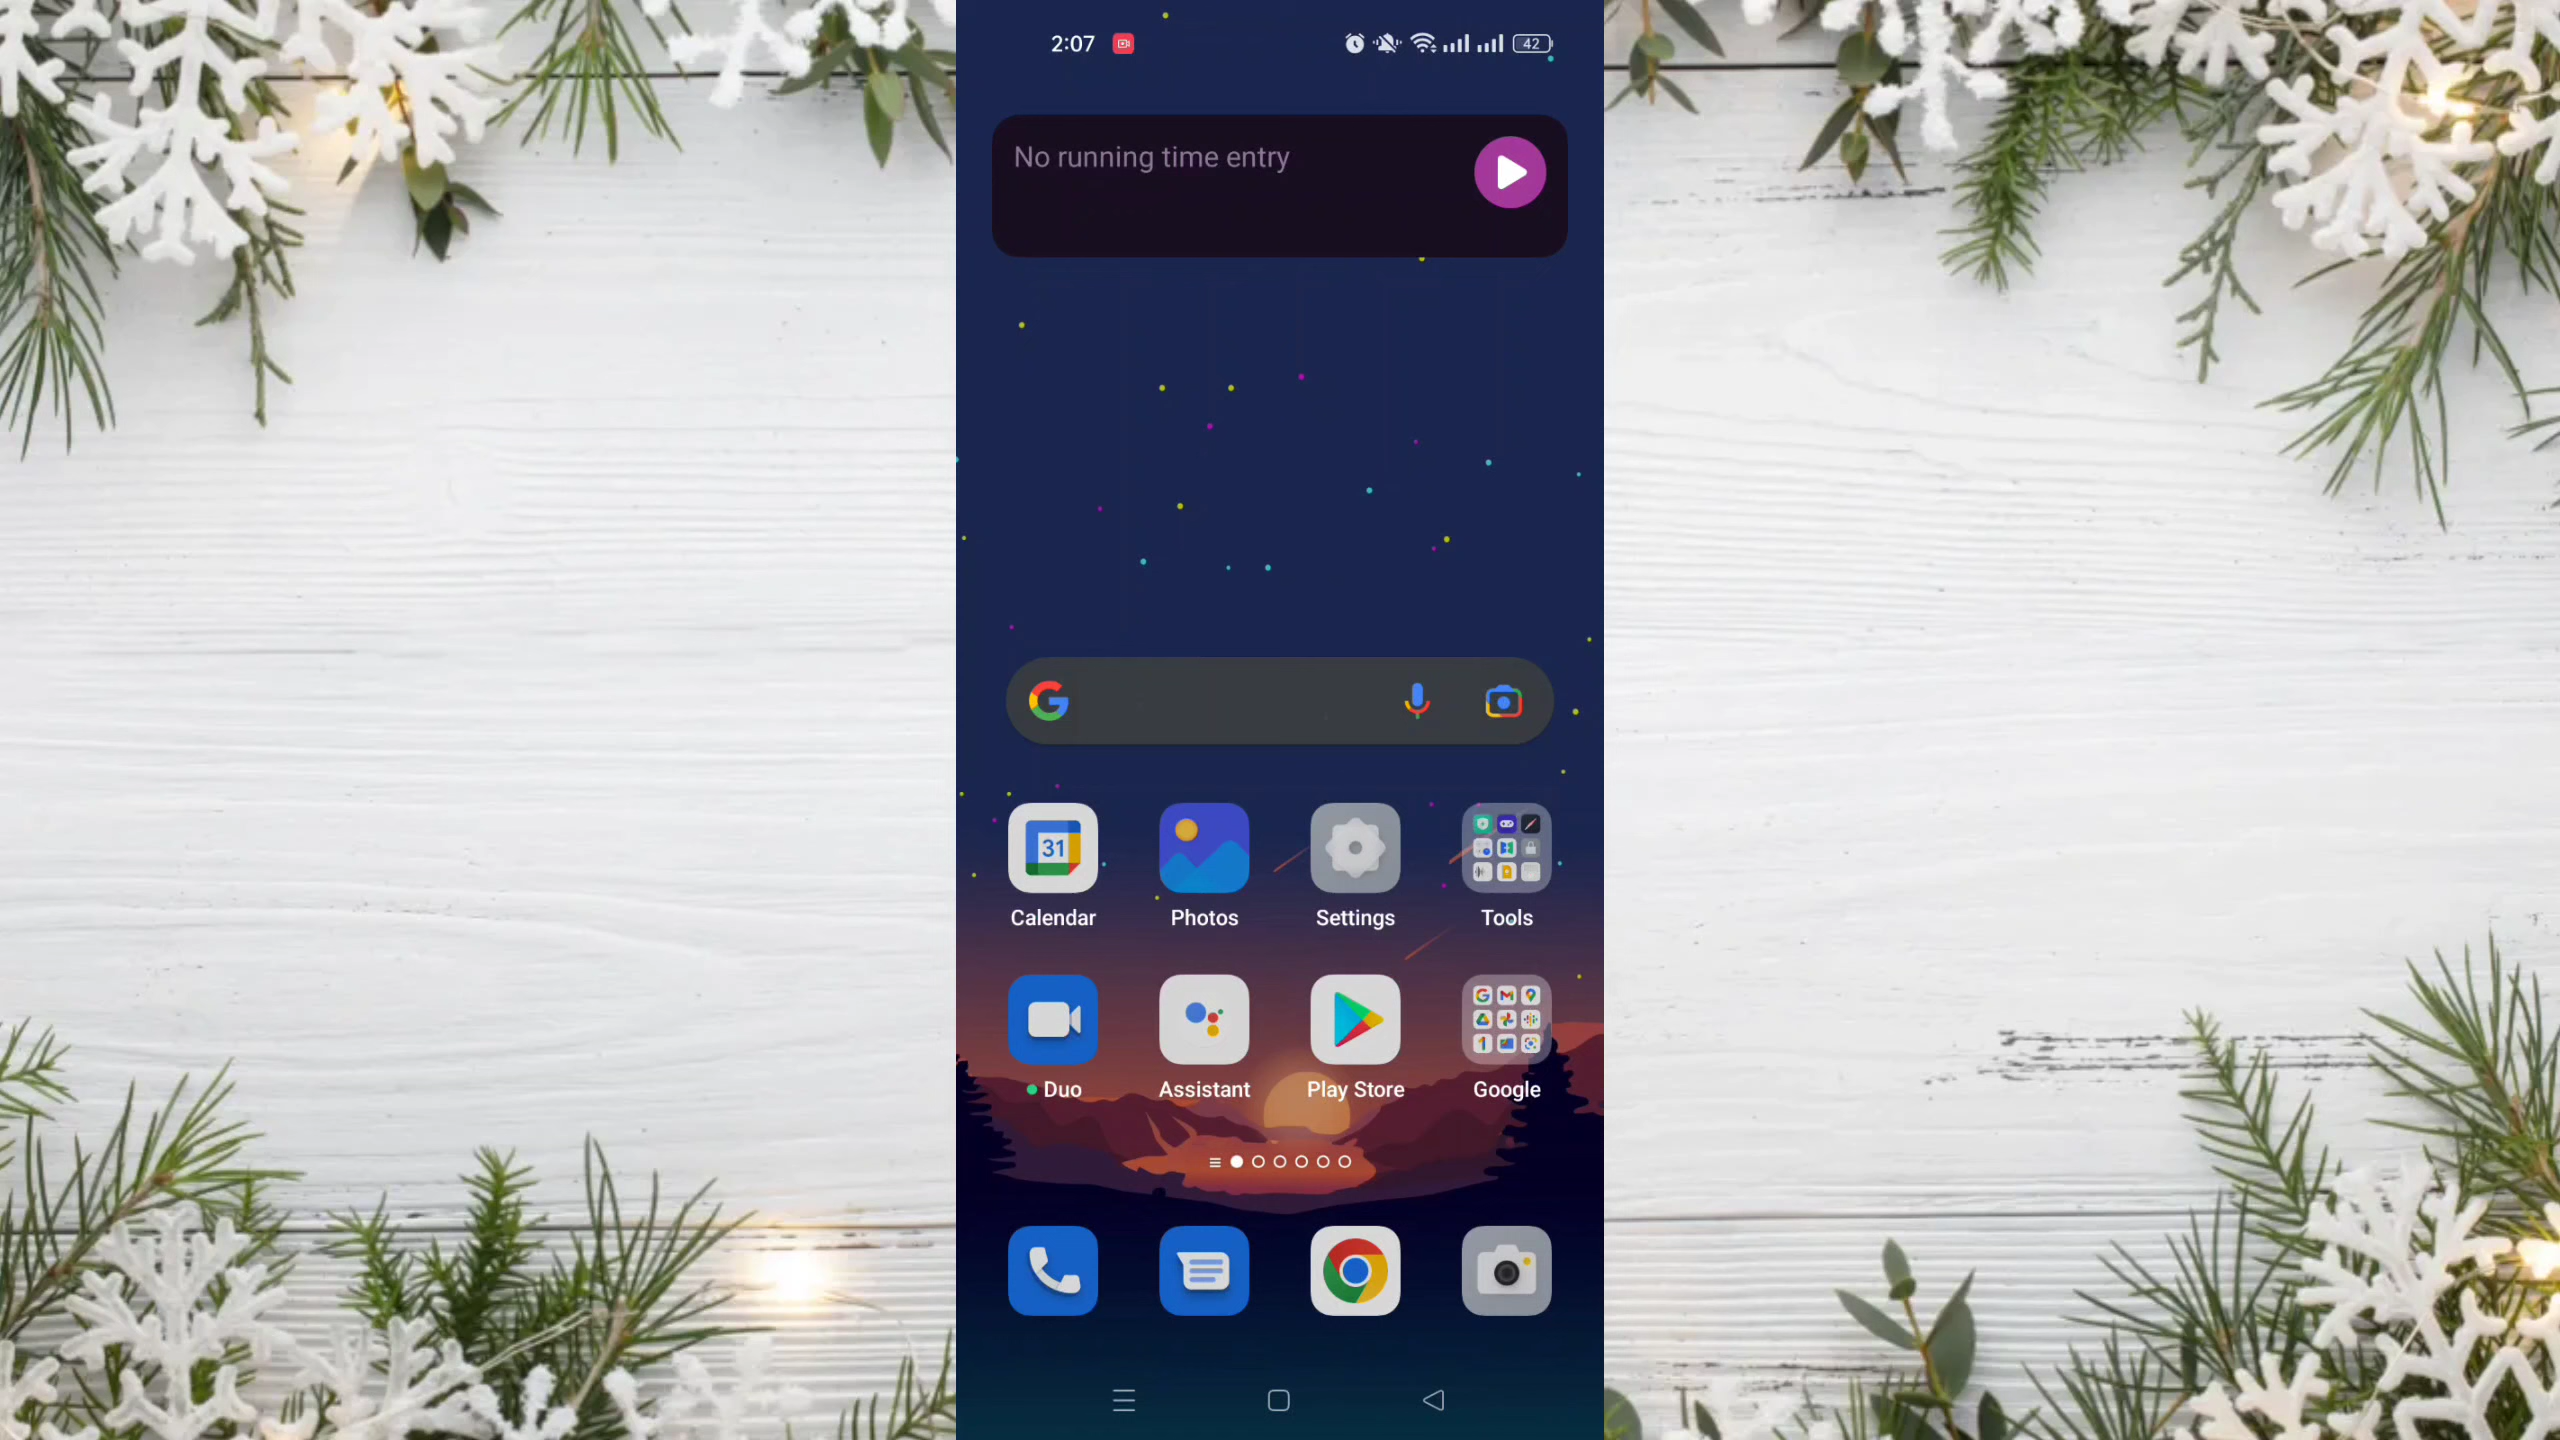 2:07
42
No running time entry
31
Calendar
Photos
Settings
Tools
Duo
Assistant
Play Store
Google